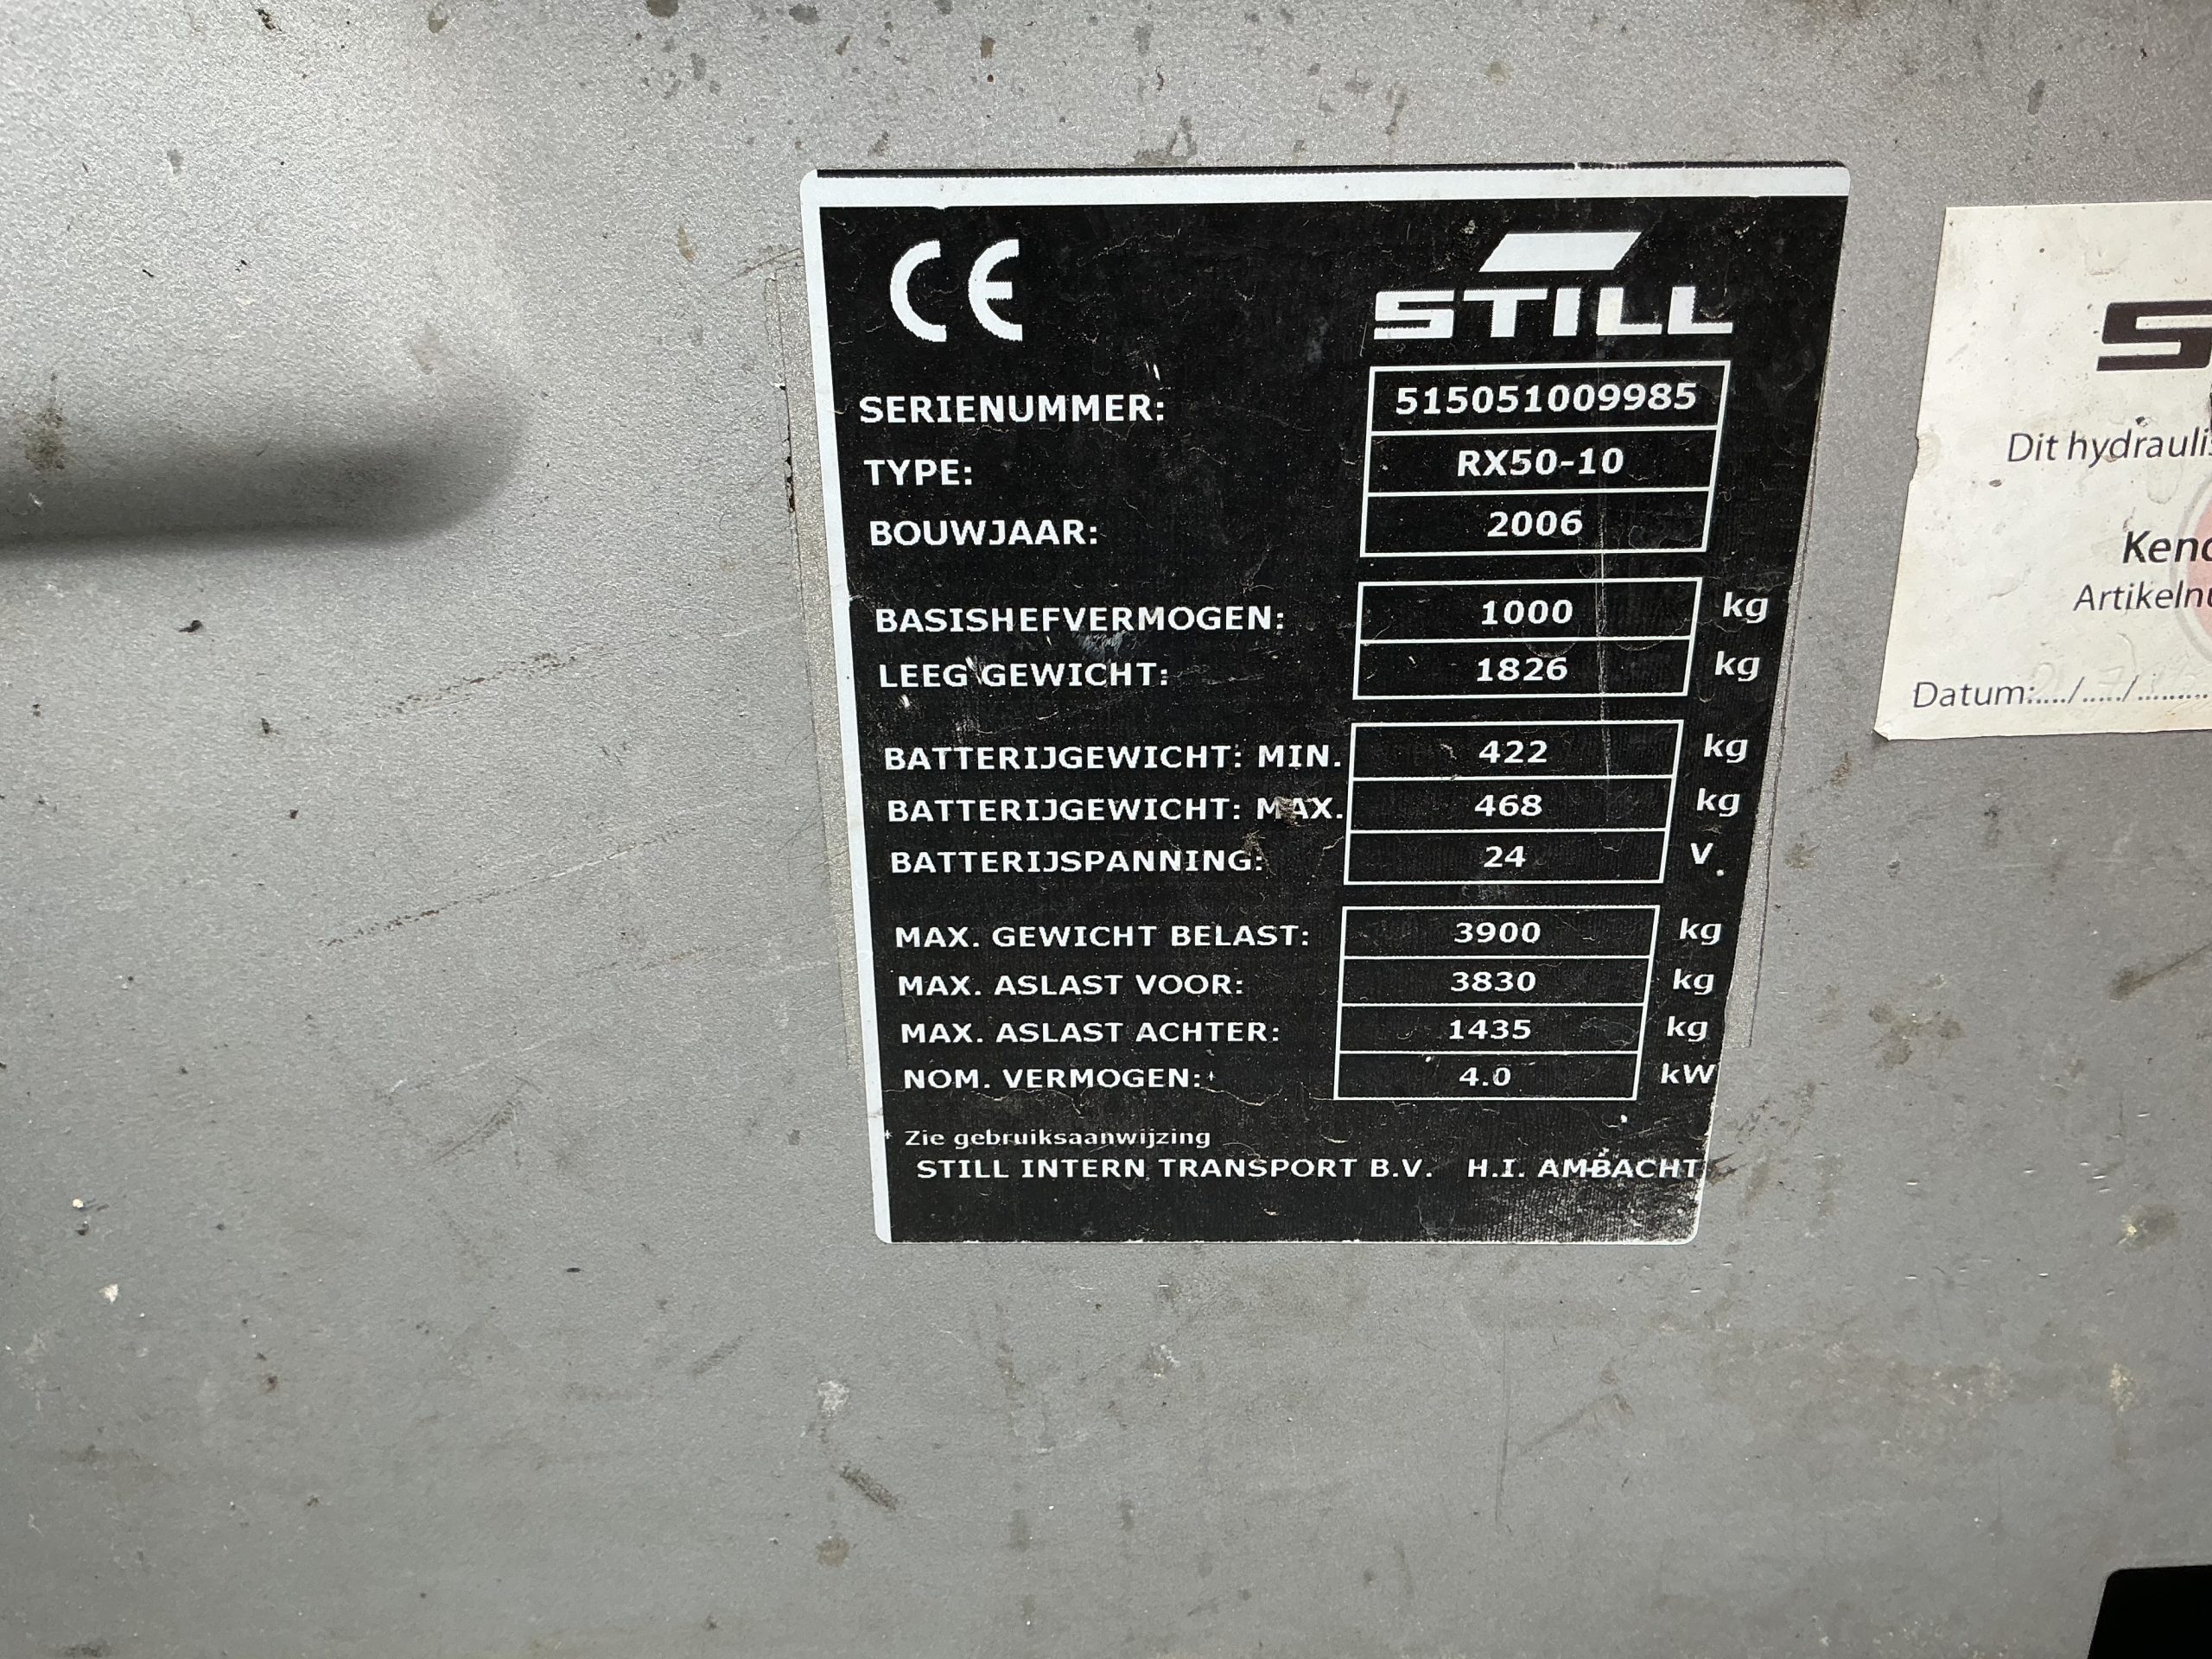 CE STILL
SERIENUMMER: 515051009985
TYPE: RX50-10
BOUWJAAR: 2006
BASISHEFVERMOGEN: 1000 kg
LEEG GEWICHT: 1826 kg
BATTERIJGEWICHT: MIN. 422 kg
BATTERIJGEWICHT: MAX. 468 kg
BATTERIJSPANNING: 24 V.
MAX. GEWICHT BELAST: 3900 kg
MAX. ASLAST VOOR: 3830 kg
MAX. ASLAST ACHTER: 1435 kg
NOM. VERMOGEN:* 4.0 kW
* Zie gebruiksaanwijzing
STILL INTERN TRANSPORT B.V. H.I. AMBACHT
S
Dit hydraulis
Kend
Artikelnu
Datum:..../...../.........